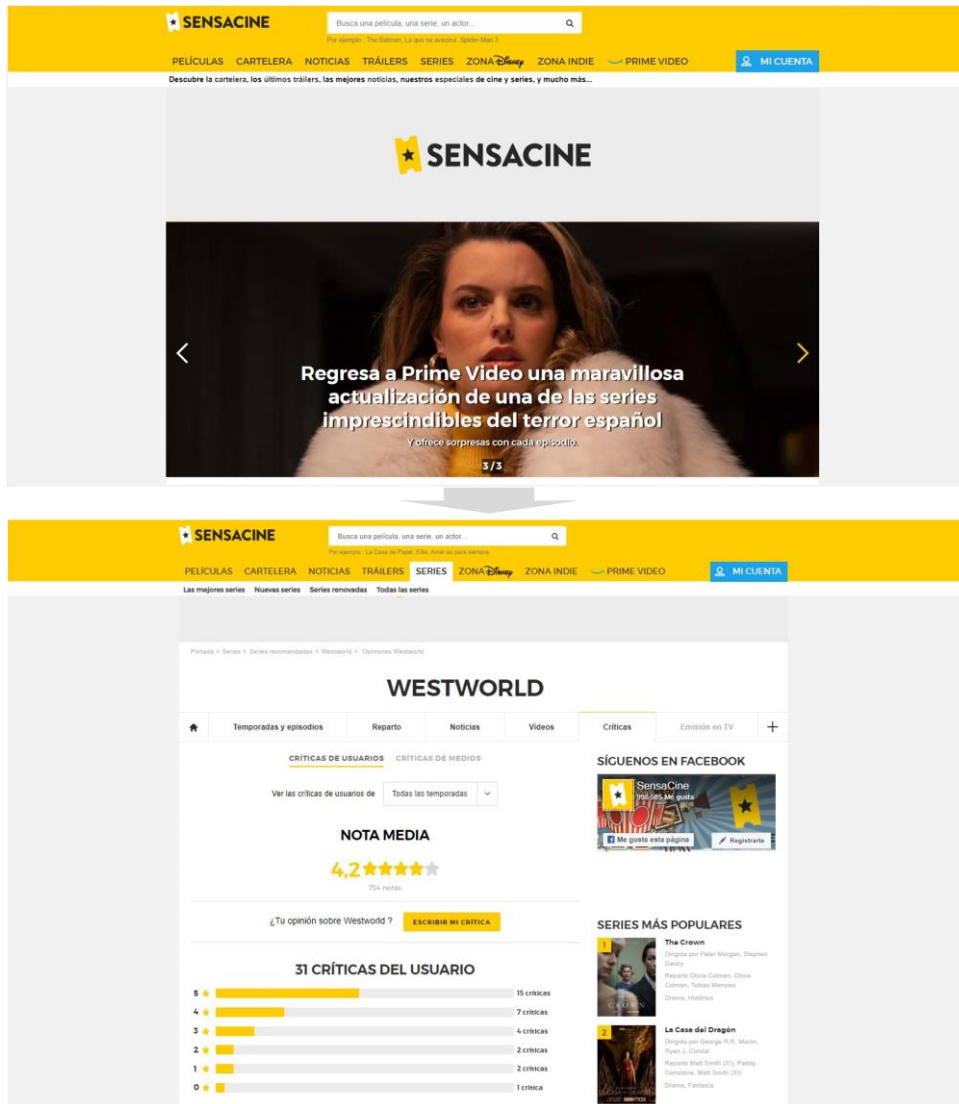 SENSACINE
Busca una película, una serie, un actor...
Por ejemplo : The Batman, La que se avecina, Spider-Man 3
PELÍCULAS CARTELERA NOTICIAS TRÁILERS SERIES ZONA Disney ZONA INDIE PRIME VIDEO MI CUENTA
Descubre la cartelera, los últimos tráilers, las mejores noticias, nuestros especiales de cine y series, y mucho más...
SENSACINE
Regresa a Prime Video una maravillosa
actualización de una de las series
imprescindibles del terror español
Y ofrece sorpresas con cada episodio.
3/3
SENSACINE
Busca una película, una serie, un actor...
Por ejemplo : La Casa de Papel, Elite, Amar es para siempre
PELÍCULAS CARTELERA NOTICIAS TRÁILERS SERIES ZONA Disney ZONA INDIE PRIME VIDEO MI CUENTA
Las mejores series Nuevas series Series renovadas Todas las series
Portada > Series > Series recomendadas > Westworld > Opiniones Westworld
WESTWORLD
Temporadas y episodios Reparto Noticias Vídeos Críticas Emisión en TV
CRÍTICAS DE USUARIOS CRÍTICAS DE MEDIOS
Ver las críticas de usuarios de Todas las temporadas
NOTA MEDIA
4,2
754 notas
¿Tu opinión sobre Westworld ? ESCRIBIR MI CRÍTICA
31 CRÍTICAS DEL USUARIO
5 15 críticas
4 7 críticas
3 4 críticas
2 2 críticas
1 2 críticas
0 1 crítica
SÍGUENOS EN FACEBOOK
SensaCine
Me gusta
Me gusta esta página Registrarte
SERIES MÁS POPULARES
1
The Crown
Dirigida por Peter Morgan, Stephen
Daldry
Reparto Olivia Colman, Olivia
Colman, Tobias Menzies
Drama, Histórico
CROWN
2
La Casa del Dragón
Dirigida por George R.R. Martin,
Ryan J. Condal
Reparto Matt Smith (XI), Paddy
Considine, Matt Smith (XI)
Drama, Fantasía